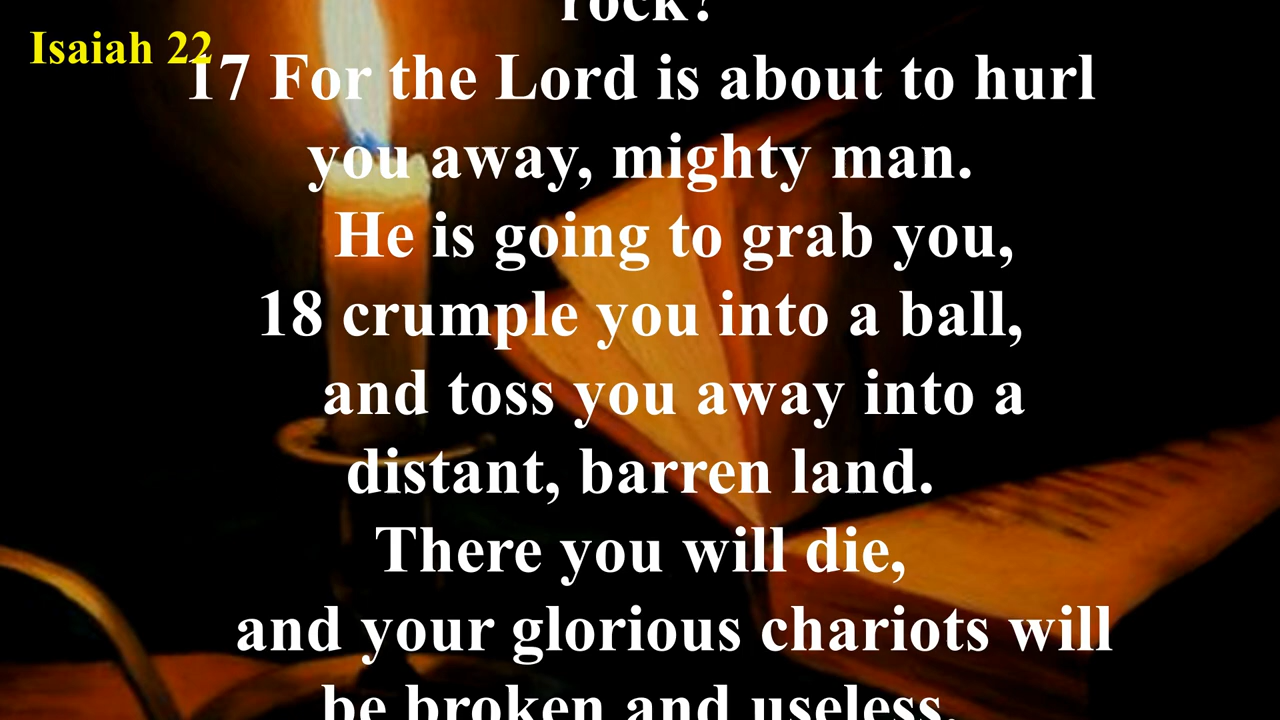 rock?
Isaiah 22
17 For the Lord is about to hurl
you away, mighty man.
He is going to grab you,
18 crumple you into a ball,
and toss you away into a
distant, barren land.
There you will die,
and your glorious chariots will
be broken and useless.